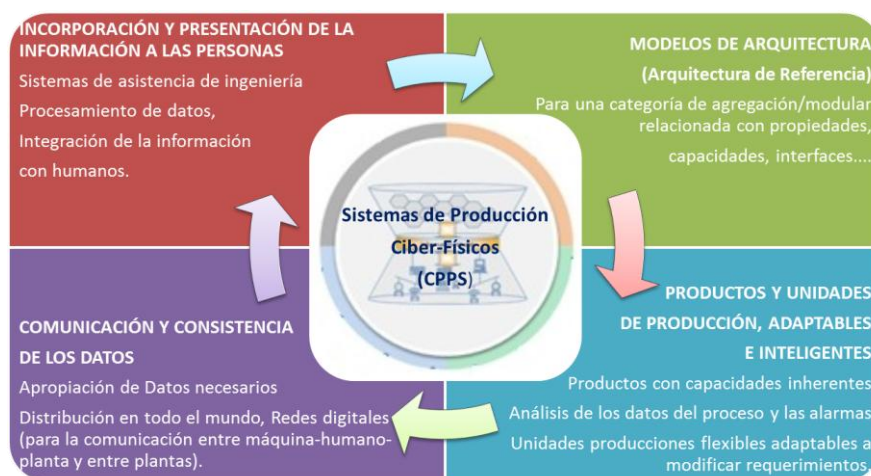 INCORPORACIÓN Y PRESENTACIÓN DE LA
INFORMACIÓN A LAS PERSONAS
Sistemas de asistencia de ingeniería
Procesamiento de datos,
Integración de la información
con humanos.
MODELOS DE ARQUITECTURA
(Arquitectura de Referencia)
Para una categoría de agregación/modular
relacionada con propiedades,
capacidades, interfaces....
Sistemas de Producción
Ciber-Físicos
(CPPS)
COMUNICACIÓN Y CONSISTENCIA
DE LOS DATOS
Apropiación de Datos necesarios
Distribución en todo el mundo, Redes digitales
(para la comunicación entre máquina-humano-
planta y entre plantas).
PRODUCTOS Y UNIDADES
DE PRODUCCIÓN, ADAPTABLES
E INTELIGENTES
Productos con capacidades inherentes
Análisis de los datos del proceso y las alarmas
Unidades producciones flexibles adaptables a
modificar requerimientos.